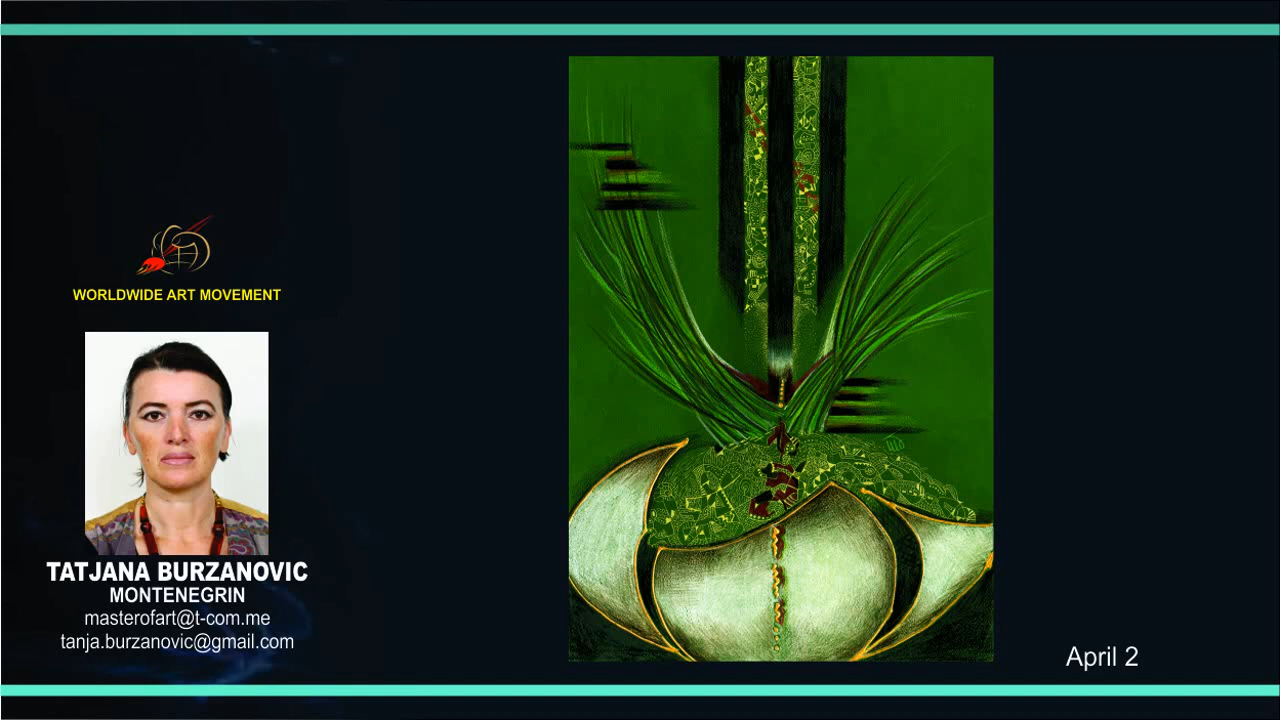 WORLDWIDE ART MOVEMENT
TATJANA BURZANOVIC
MONTENEGRIN
masterofart@t-com.me
tanja.burzanovic@gmail.com
April 2